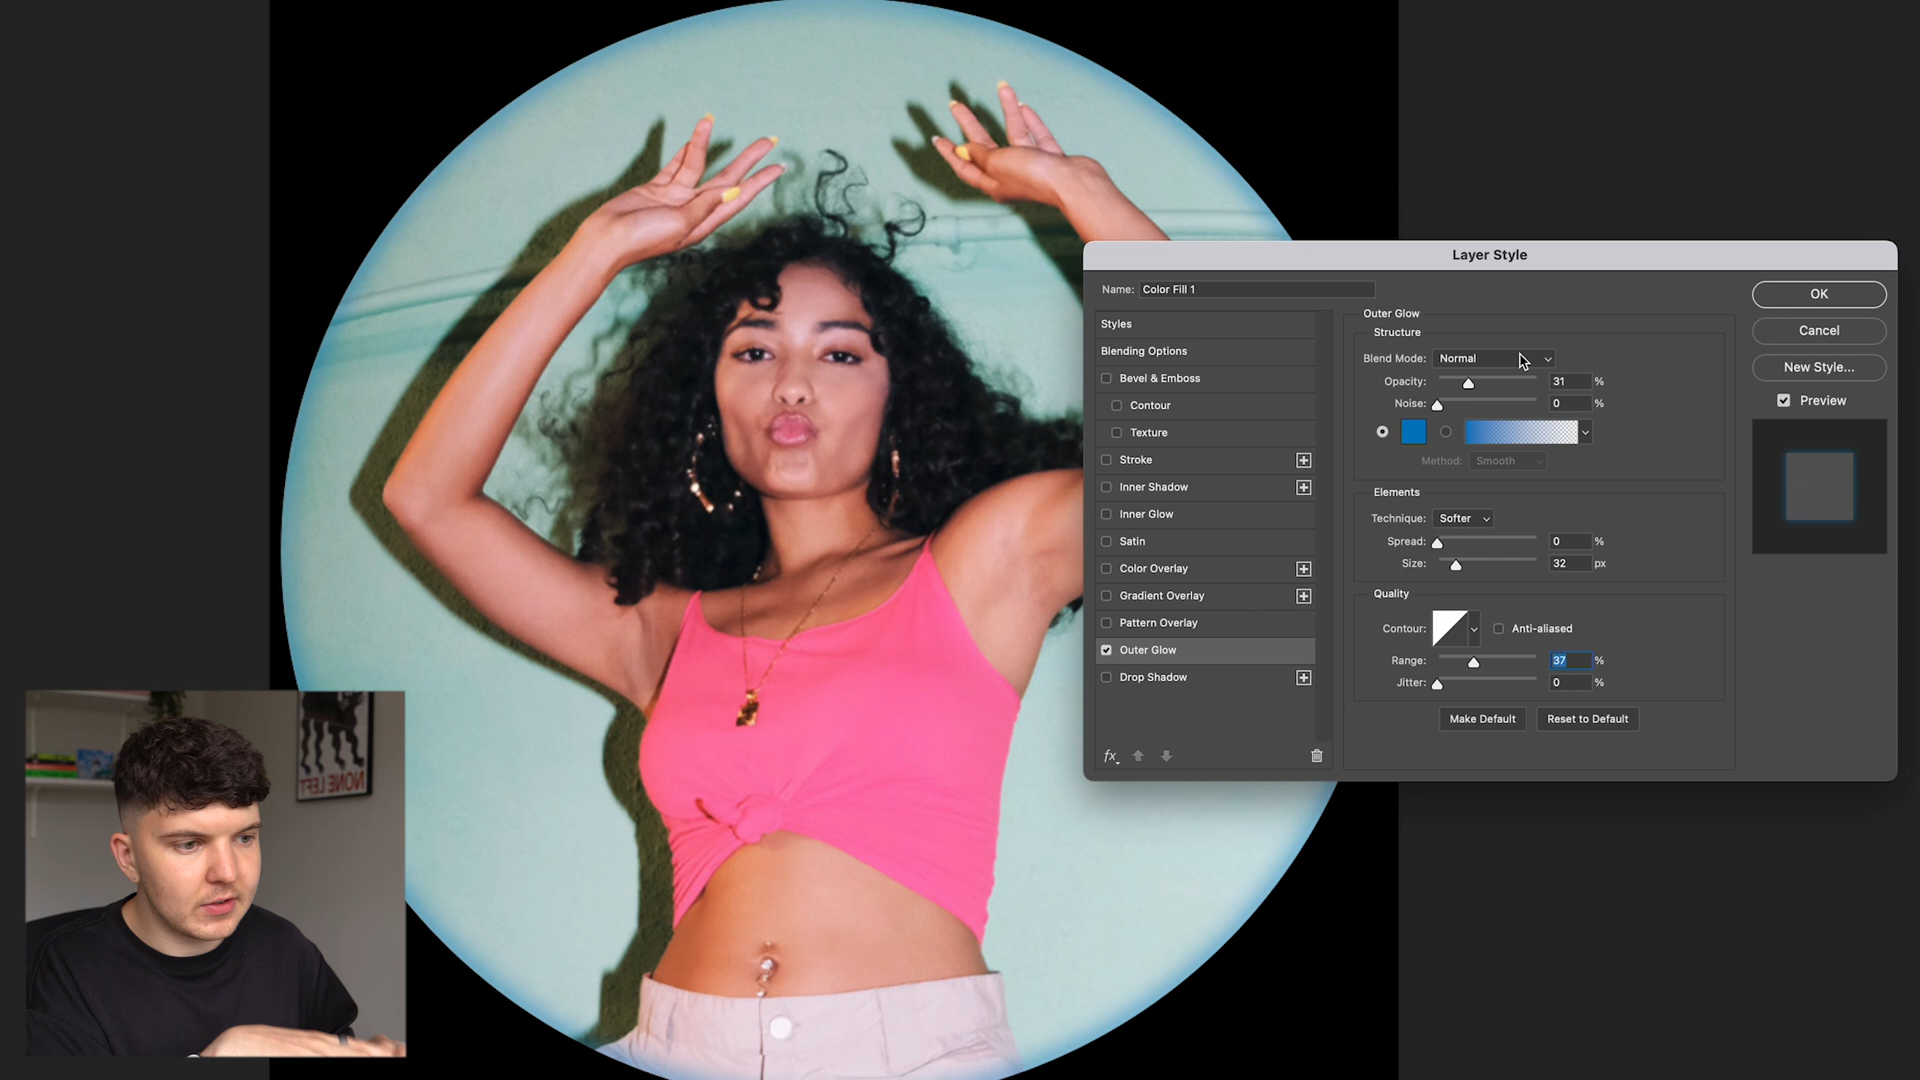 Layer Style
Name: Color Fill 1
OK
Cancel
New Style...
Preview
Styles
Blending Options
Bevel & Emboss
Contour
Texture
Stroke
Inner Shadow
Inner Glow
Satin
Color Overlay
Gradient Overlay
Pattern Overlay
Outer Glow
Drop Shadow
fx
Outer Glow
Structure
Blend Mode: Normal
Opacity: 31 %
Noise: 0 %
Method: Smooth
Elements
Technique: Softer
Spread: 0 %
Size: 32 px
Quality
Contour: Anti-aliased
Range: 37 %
Jitter: 0 %
Make Default Reset to Default
NONE LEFT